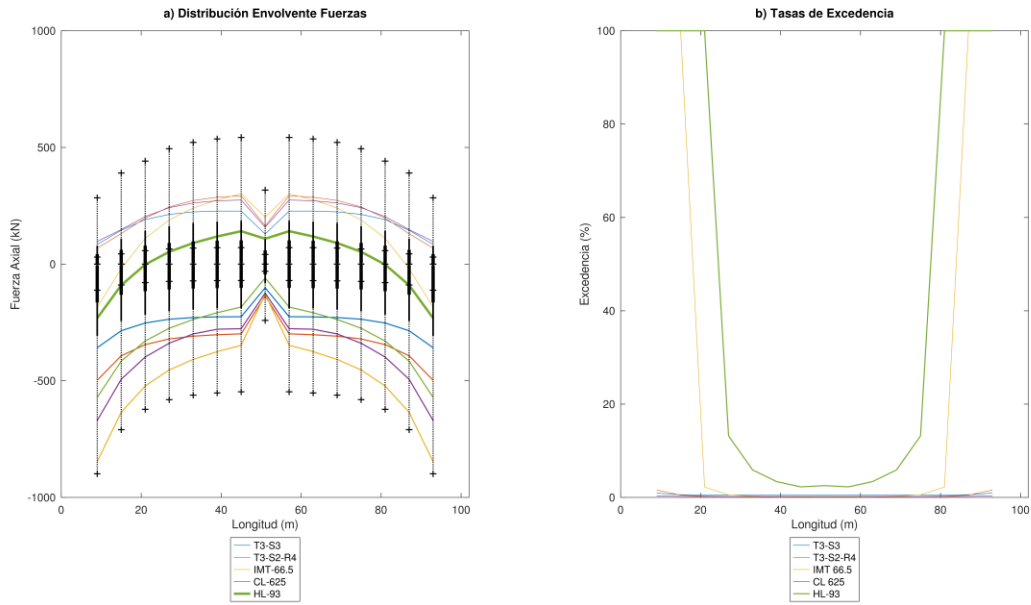 a) Distribución Envolvente Fuerzas
1000
500
0
-500
-1000
Fuerza Axial (kN)
0
20
40
60
80
100
Longitud (m)
T3-S3
T3-S2-R4
IMT-66.5
CL-625
HL-93
b) Tasas de Excedencia
100
80
60
40
20
0
Excedencia (%)
0
20
40
60
80
100
Longitud (m)
T3-S3
T3-S2-R4
IMT 66.5
CL 625
HL-93